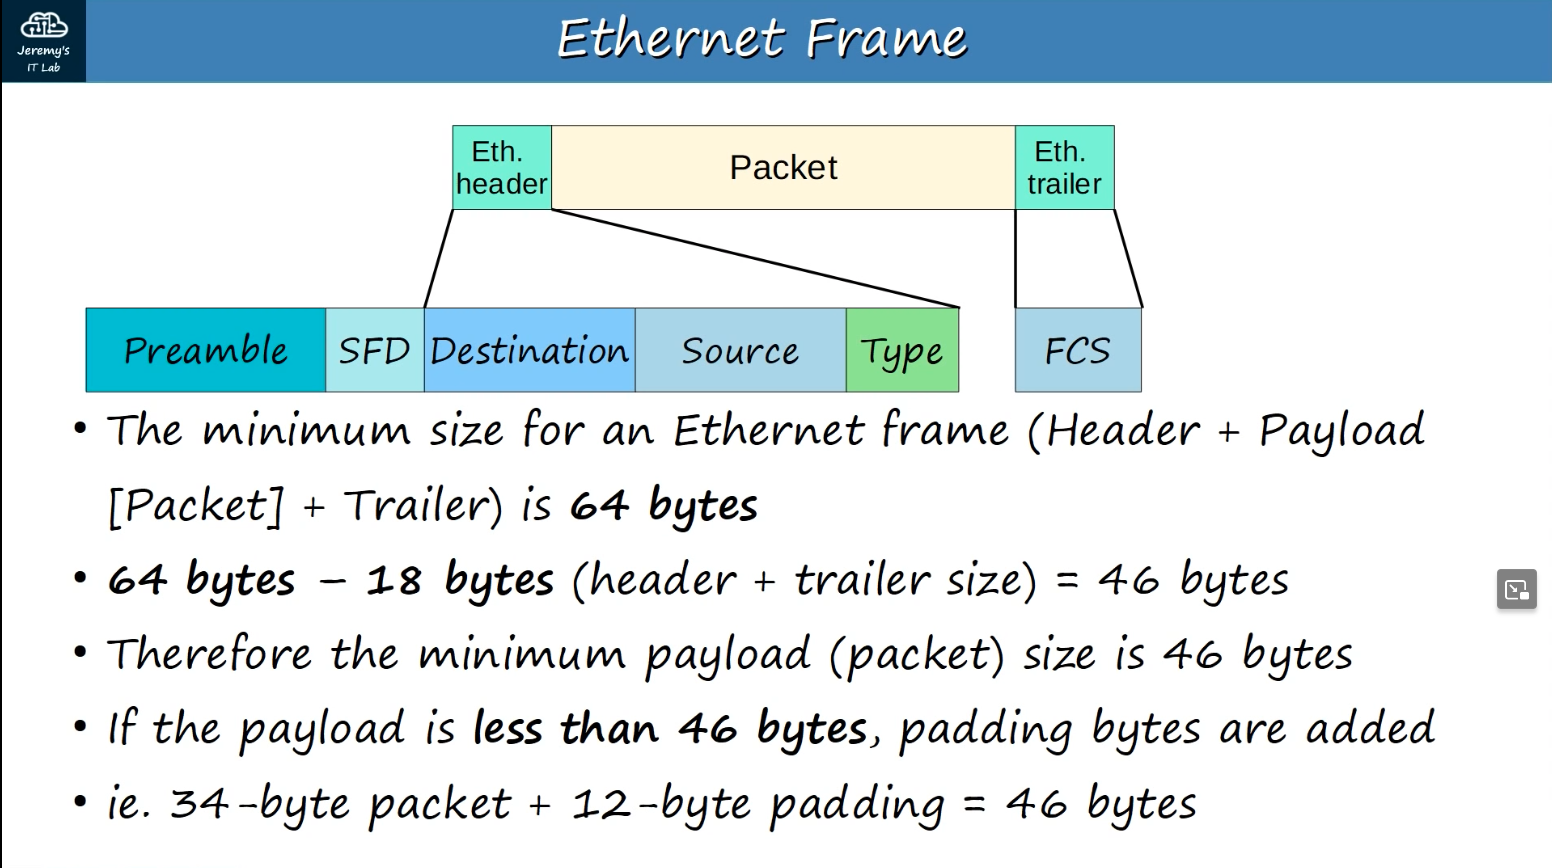 Jeremy's
IT Lab
Ethernet Frame
Eth.
header
Packet
Eth.
trailer
Preamble
SFD
Destination
Source
Type
FCS
• The minimum size for an Ethernet frame (Header + Payload
[Packet] + Trailer) is 64 bytes
• 64 bytes – 18 bytes (header + trailer size) = 46 bytes
• Therefore the minimum payload (packet) size is 46 bytes
• If the payload is less than 46 bytes, padding bytes are added
• ie. 34-byte packet + 12-byte padding = 46 bytes